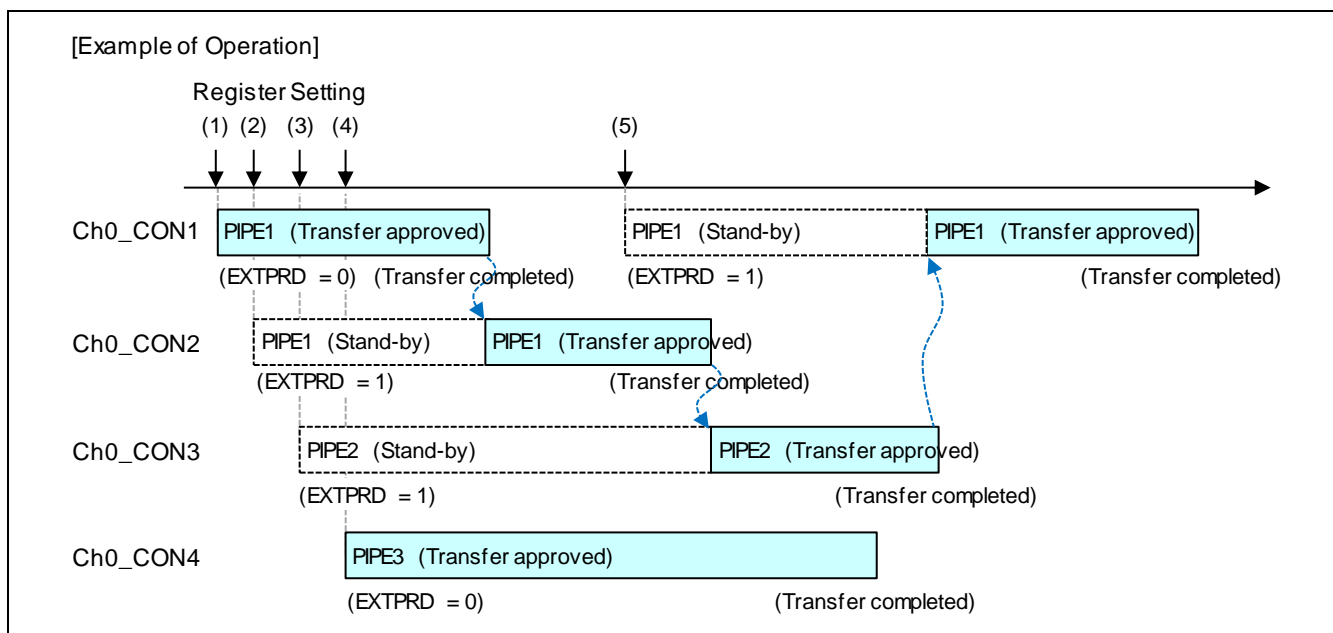 [Example of Operation]
Register Setting
(1) (2) (3) (4) (5)
Ch0_CON1 PIPE1 (Transfer approved) PIPE1 (Stand-by) PIPE1 (Transfer approved)
(EXTPRD = 0) (Transfer completed) (EXTPRD = 1) (Transfer completed)
Ch0_CON2 PIPE1 (Stand-by) PIPE1 (Transfer approved)
(EXTPRD = 1) (Transfer completed)
Ch0_CON3 PIPE2 (Stand-by) PIPE2 (Transfer approved)
(EXTPRD = 1) (Transfer completed)
Ch0_CON4 PIPE3 (Transfer approved)
(EXTPRD = 0) (Transfer completed)